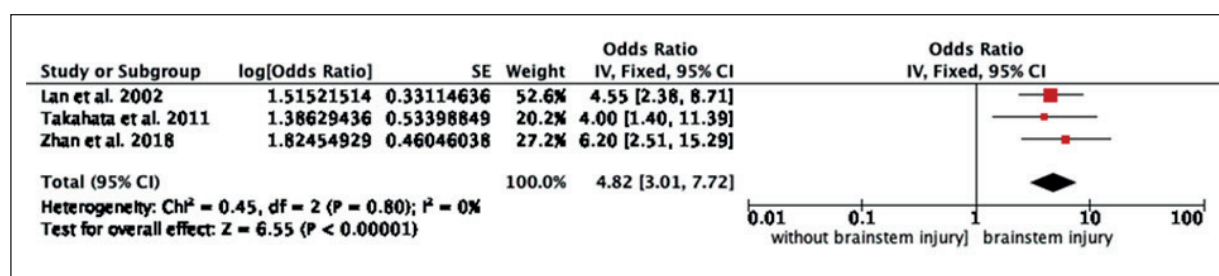 Odds Ratio Odds Ratio
Study or Subgroup log[Odds Ratio] SE Weight IV, Fixed, 95% CI IV, Fixed, 95% CI
Lan et al. 2002 1.51521514 0.33114636 52.6% 4.55 [2.38, 8.71]
Takahata et al. 2011 1.38629436 0.53398849 20.2% 4.00 [1.40, 11.39]
Zhan et al. 2018 1.82454929 0.46046038 27.2% 6.20 [2.51, 15.29]
Total (95% CI) 100.0% 4.82 [3.01, 7.72]
Heterogeneity: Chi² = 0.45, df = 2 (P = 0.80); I² = 0%
Test for overall effect: Z = 6.55 (P < 0.00001)
0.01 0.1 1 10 100
without brainstem injury] brainstem injury